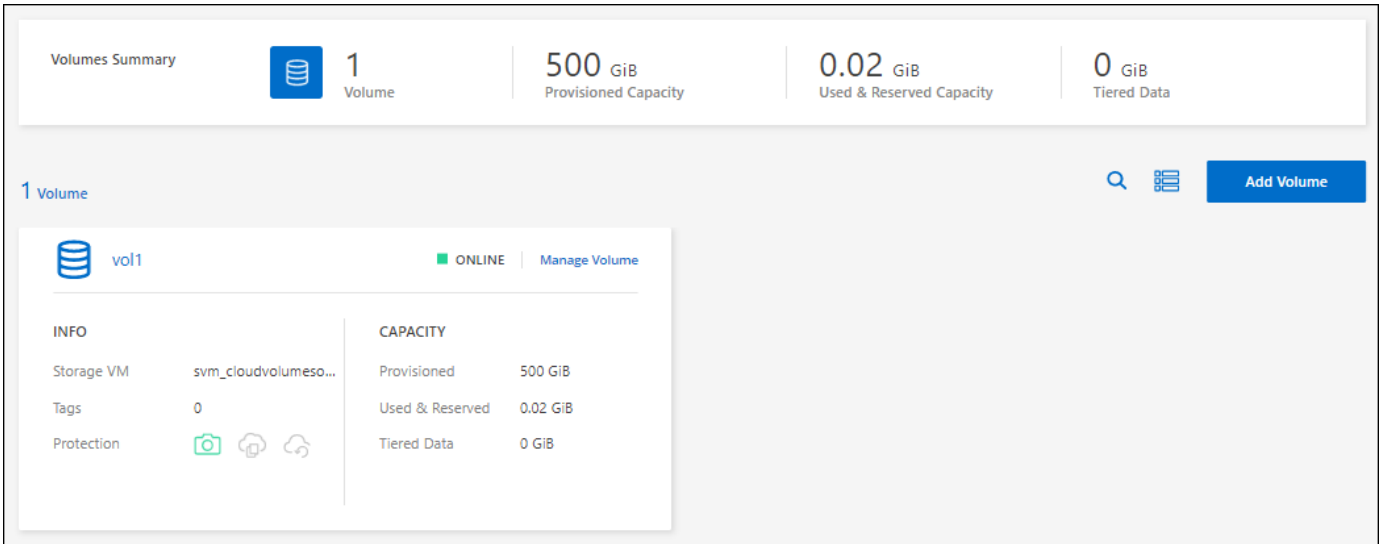 Volumes Summary
1
Volume
500 GiB
Provisioned Capacity
0.02 GiB
Used & Reserved Capacity
0 GiB
Tiered Data
1 Volume
Add Volume
vol1
ONLINE
Manage Volume
INFO
Storage VM svm_cloudvolumeso...
Tags 0
Protection
CAPACITY
Provisioned 500 GiB
Used & Reserved 0.02 GiB
Tiered Data 0 GiB